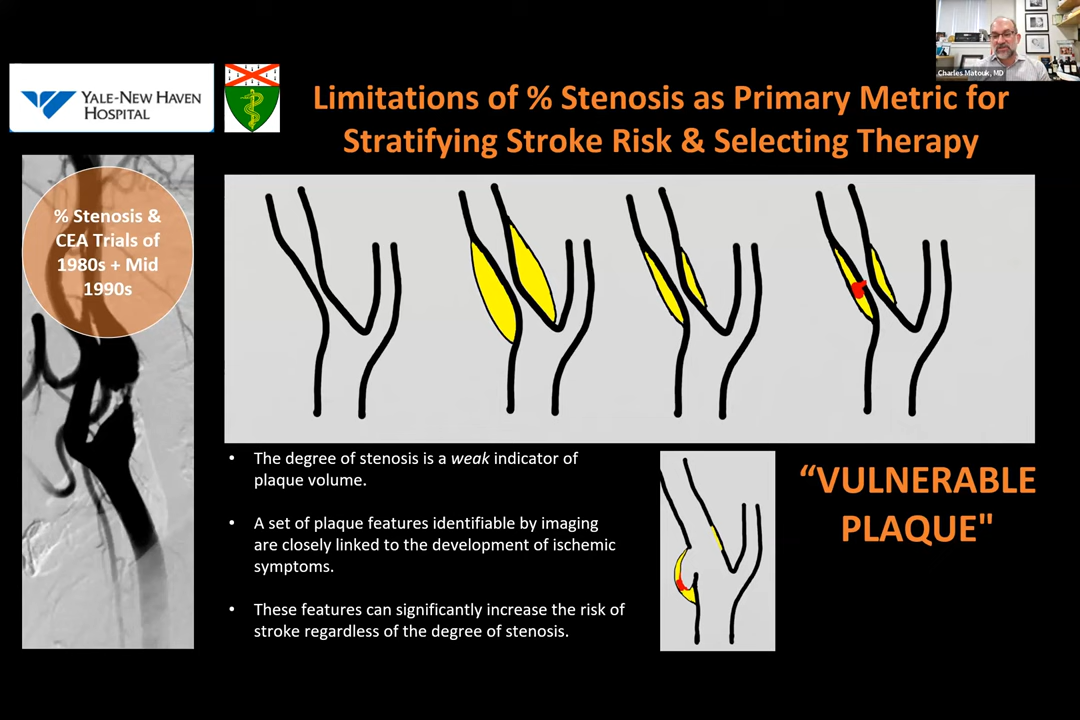 Charles Matouk, MD
YALE-NEW HAVEN
HOSPITAL
Limitations of % Stenosis as Primary Metric for
Stratifying Stroke Risk & Selecting Therapy
% Stenosis &
CEA Trials of
1980s + Mid
1990s
• The degree of stenosis is a weak indicator of
plaque volume.
• A set of plaque features identifiable by imaging
are closely linked to the development of ischemic
symptoms.
• These features can significantly increase the risk of
stroke regardless of the degree of stenosis.
“VULNERABLE
PLAQUE"